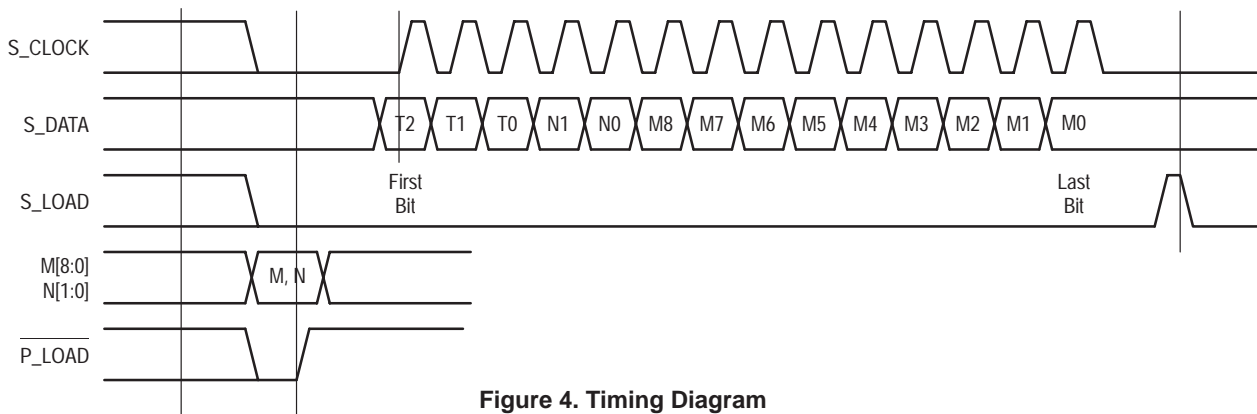 S_CLOCK
S_DATA
T2 T1 T0 N1 N0 M8 M7 M6 M5 M4 M3 M2 M1 M0
S_LOAD
First
Bit
Last
Bit
M[8:0]
N[1:0]
M, N
P_LOAD
Figure 4. Timing Diagram